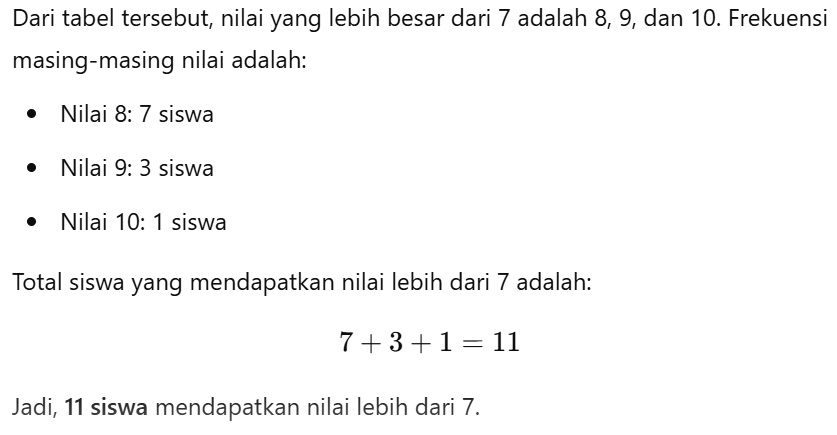 Dari tabel tersebut, nilai yang lebih besar dari 7 adalah 8, 9, dan 10. Frekuensi
masing-masing nilai adalah:
• Nilai 8: 7 siswa
• Nilai 9: 3 siswa
• Nilai 10: 1 siswa
Total siswa yang mendapatkan nilai lebih dari 7 adalah:
7 + 3 + 1 = 11
Jadi, 11 siswa mendapatkan nilai lebih dari 7.